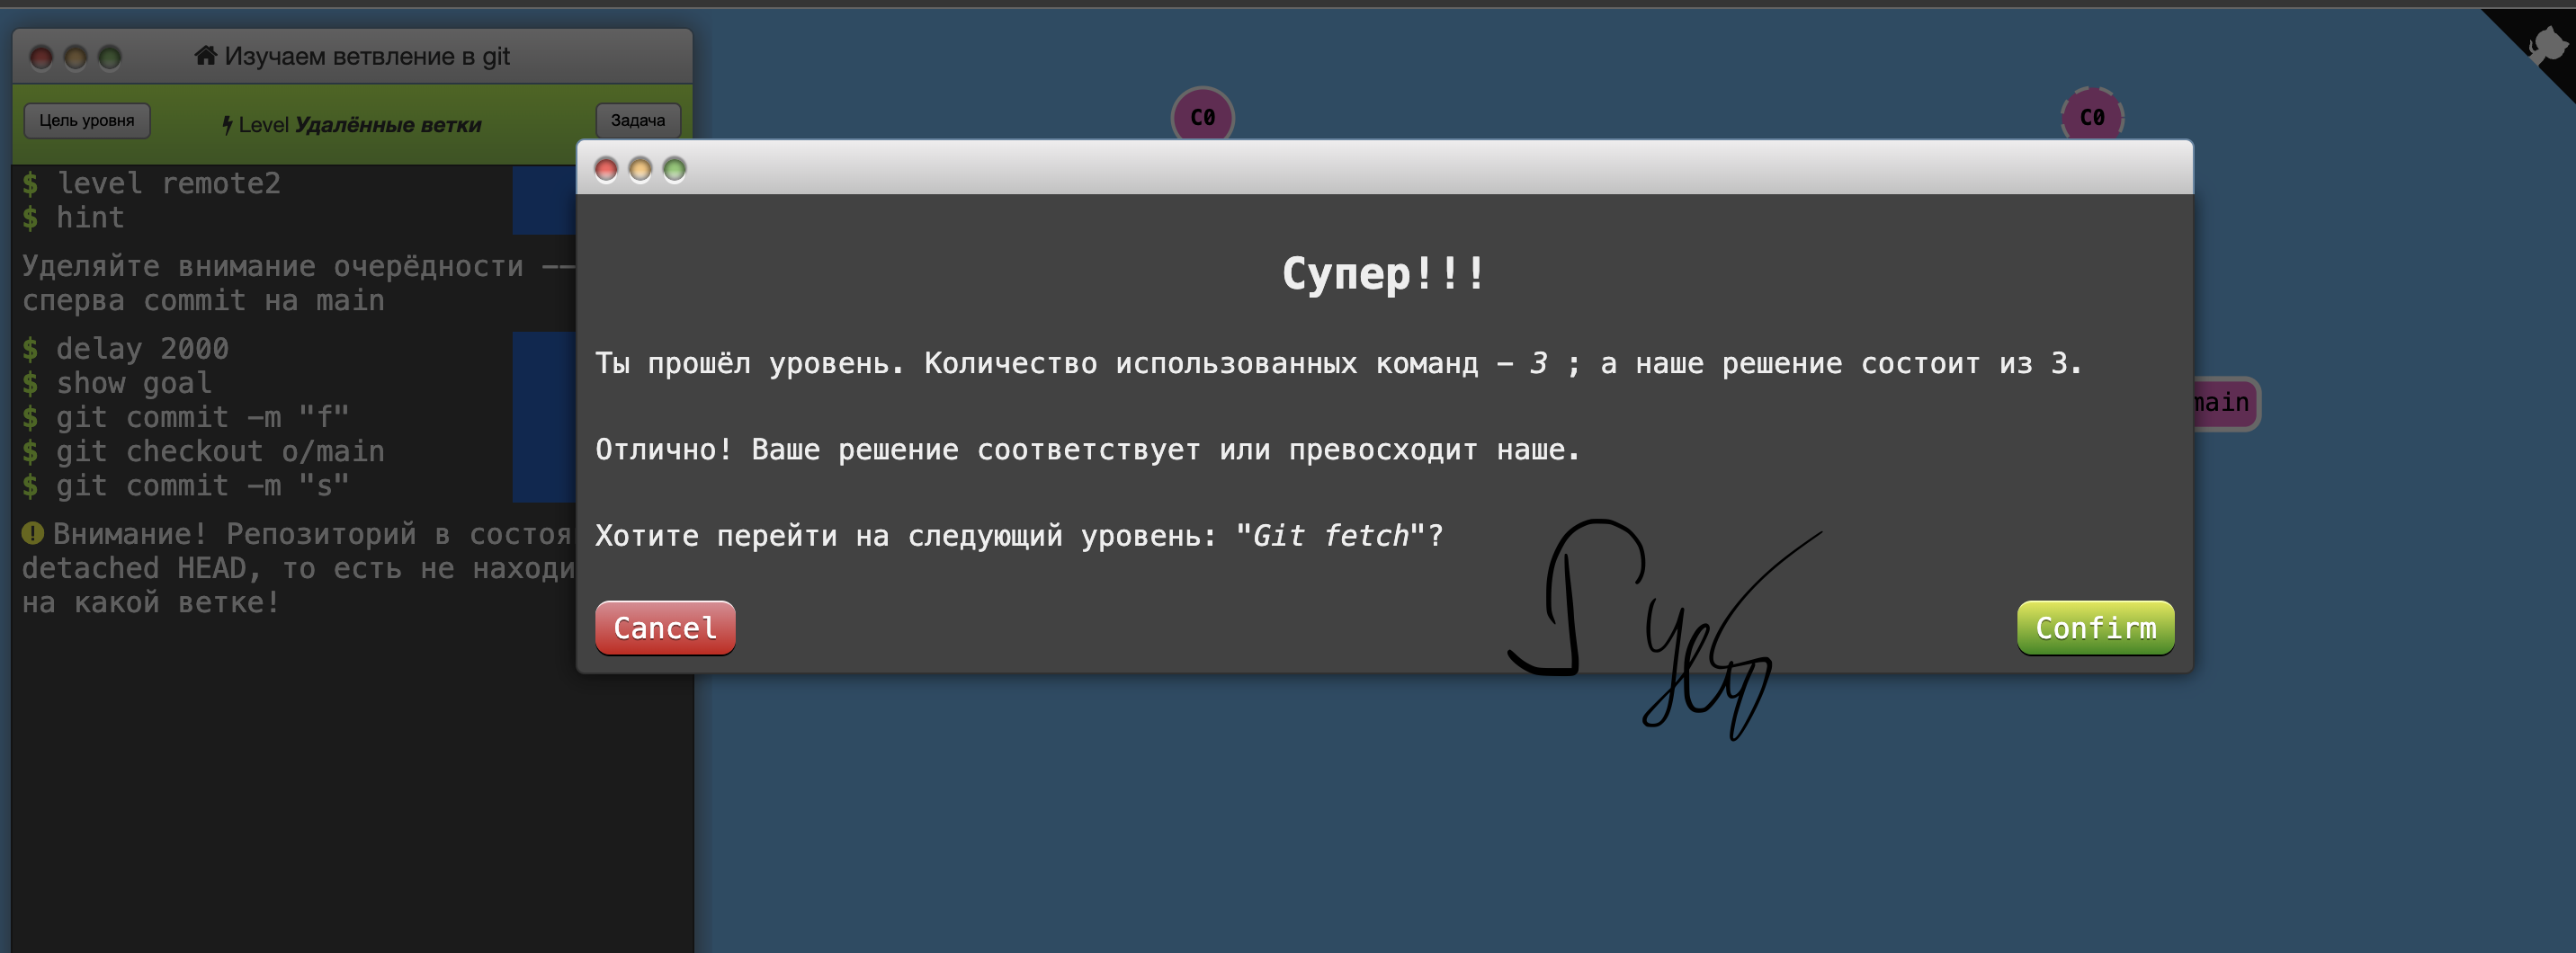 Изучаем ветвление в git
Цель уровня
Level Удалённые ветки
Задача
$ level remote2
$ hint
Уделяйте внимание очерёдности --
сперва commit на main
$ delay 2000
$ show goal
$ git commit -m "f"
$ git checkout o/main
$ git commit -m "s"
Внимание! Репозиторий в состоя
detached HEAD, то есть не находи
на какой ветке!
C0
C0
main
Супер!!!
Ты прошёл уровень. Количество использованных команд - 3 ; а наше решение состоит из 3.
Отлично! Ваше решение соответствует или превосходит наше.
Хотите перейти на следующий уровень: "Git fetch"?
Cancel
Confirm